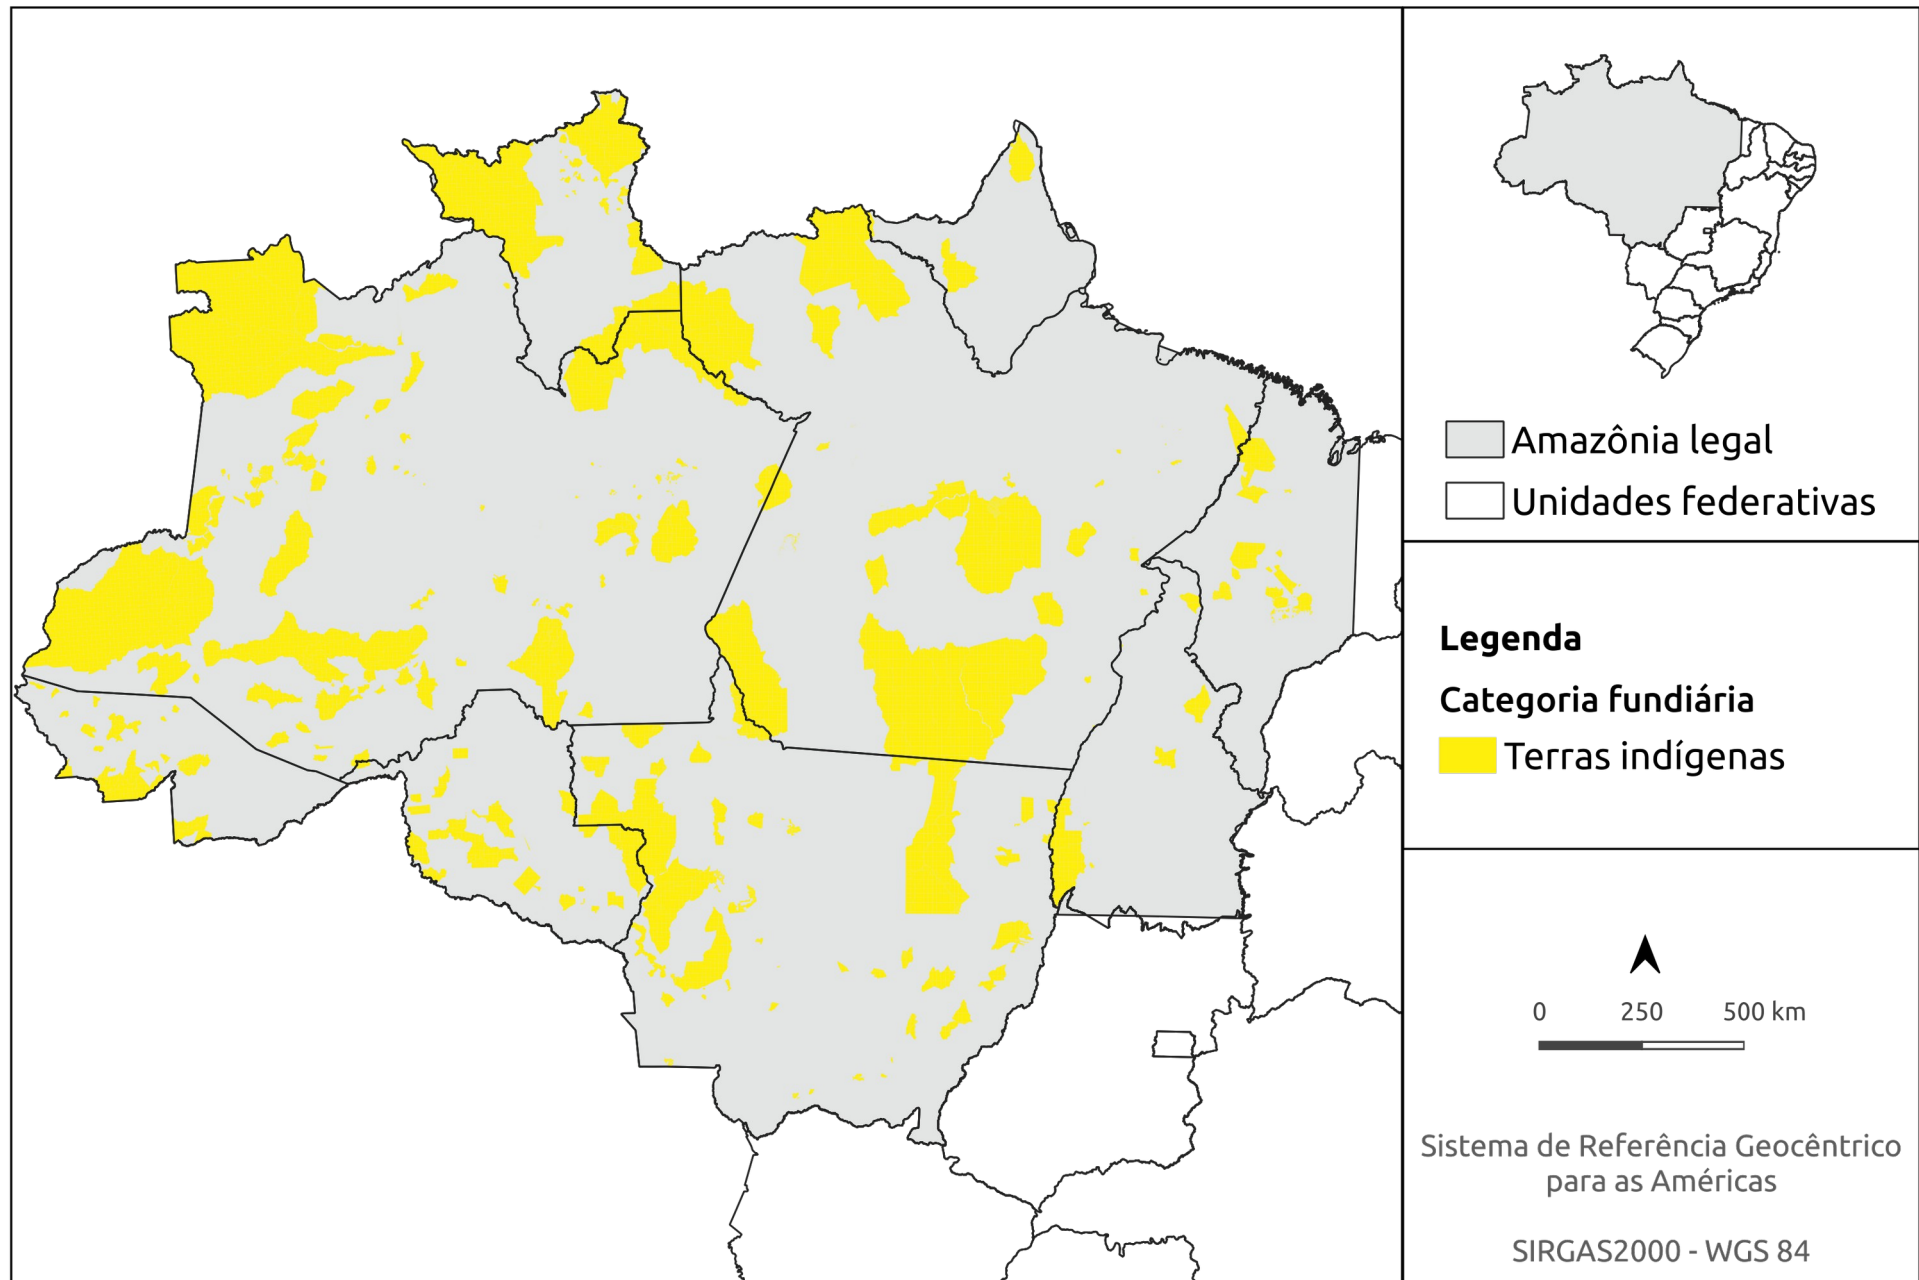 Amazônia legal
Unidades federativas
Legenda
Categoria fundiária
Terras indígenas
0 250 500 km
Sistema de Referência Geocêntrico
para as Américas
SIRGAS2000 - WGS 84